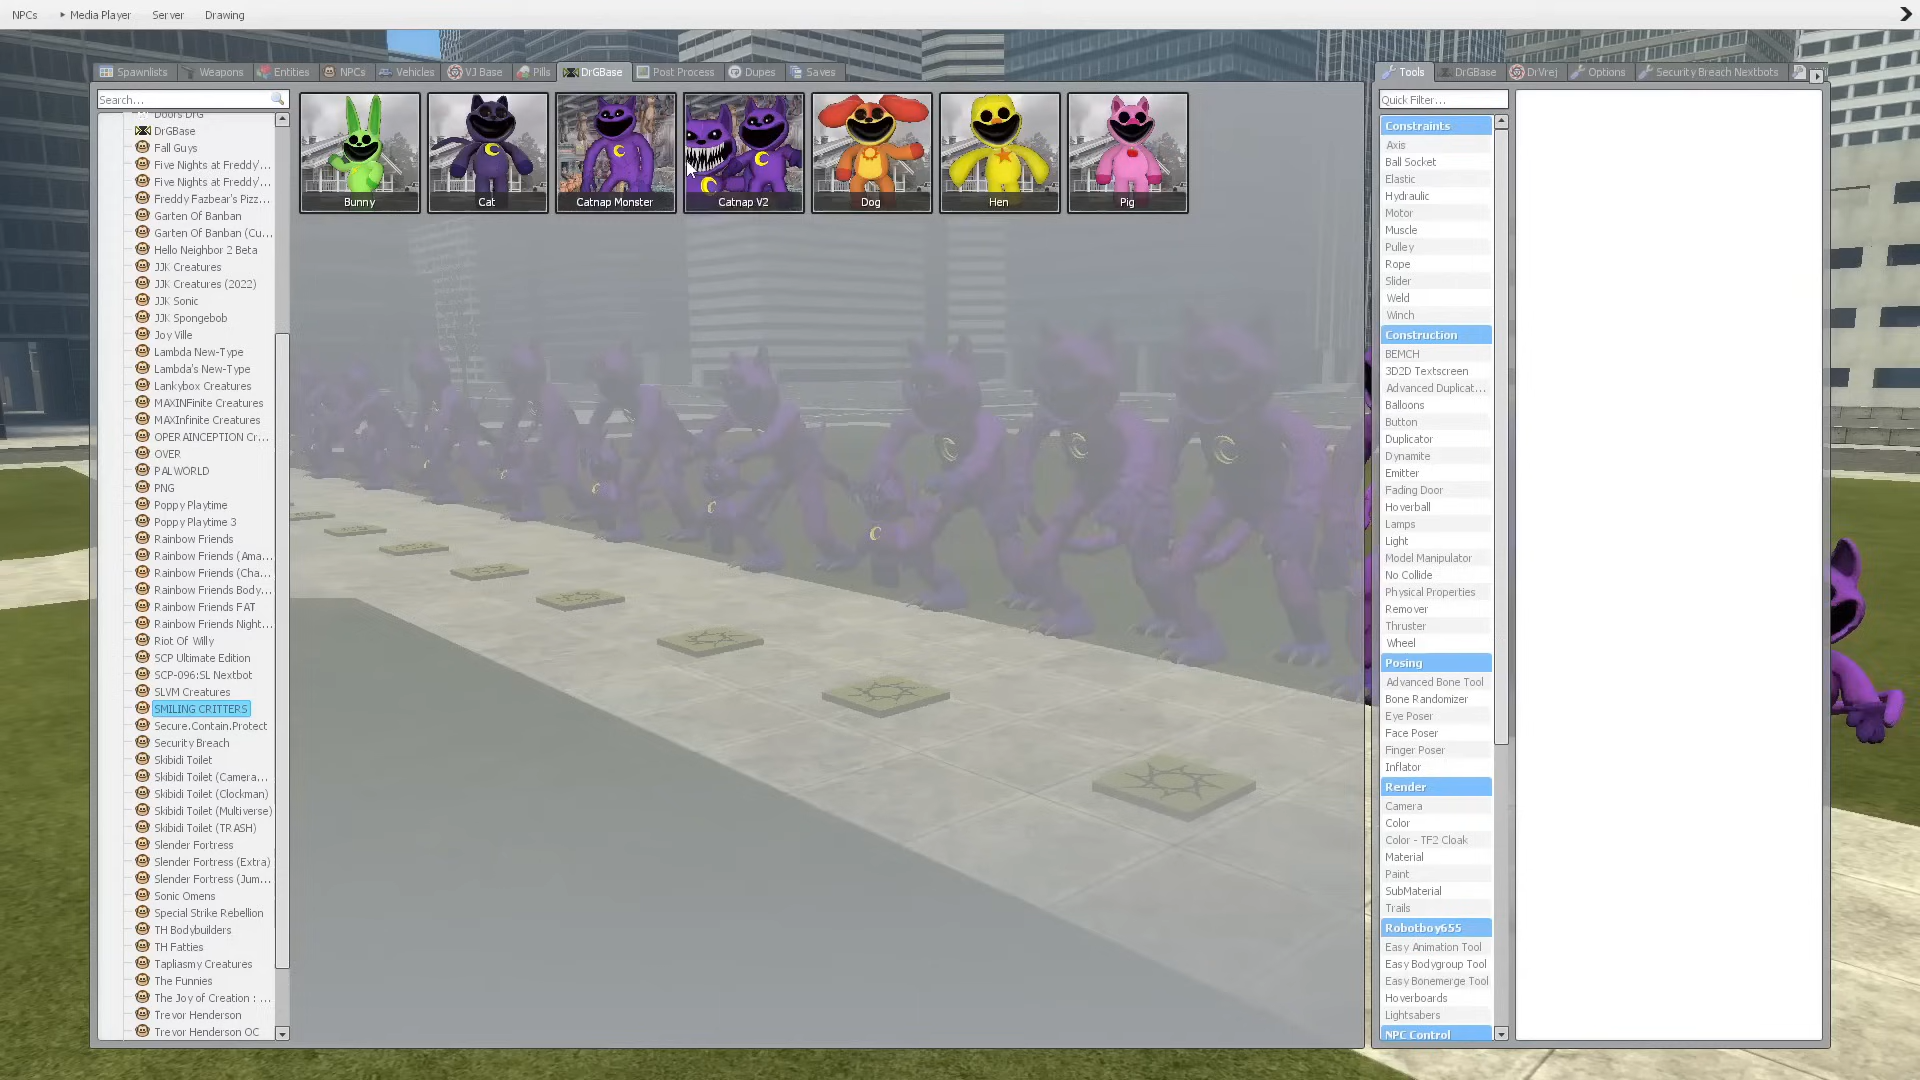 NPCs
Media Player
Server
Drawing
Spawnlists
Weapons
Entities
NPCs
Vehicles
VJ Base
Pills
DrGBase
Post Process
Dupes
Saves
Search...
Doors DrG
DrGBase
Fall Guys
Five Nights at Freddy'...
Five Nights at Freddy'...
Freddy Fazbear's Pizz...
Garten Of Banban
Garten Of Banban (Cu...
Hello Neighbor 2 Beta
JJK Creatures
JJK Creatures (2022)
JJK Sonic
JJK Spongebob
Joy Ville
Lambda New-Type
Lambda's New-Type
Lankybox Creatures
MAXINFinite Creatures
MAXInfinite Creatures
OPERAINCEPTION Cr...
OVER
PALWORLD
PNG
Poppy Playtime
Poppy Playtime 3
Rainbow Friends
Rainbow Friends (Ama...
Rainbow Friends (Cha...
Rainbow Friends Body...
Rainbow Friends FAT
Rainbow Friends Night...
Riot Of Willy
SCP Ultimate Edition
SCP-096:SL Nextbot
SLVM Creatures
SMILING CRITTERS
Secure.Contain.Protect
Security Breach
Skibidi Toilet
Skibidi Toilet (Camera...
Skibidi Toilet (Clockman)
Skibidi Toilet (Multiverse)
Skibidi Toilet (TRASH)
Slender Fortress
Slender Fortress (Extra)
Slender Fortress (Jum...
Sonic Omens
Special Strike Rebellion
TH Bodybuilders
TH Fatties
Tapliasmy Creatures
The Funnies
The Joy of Creation : ...
Trevor Henderson
Trevor Henderson OC
Bunny
Cat
Catnap Monster
Catnap V2
Dog
Hen
Pig
Tools
DrGBase
DrVrej
Options
Security Breach Nextbots
Quick Filter...
Constraints
Axis
Ball Socket
Elastic
Hydraulic
Motor
Muscle
Pulley
Rope
Slider
Weld
Winch
Construction
BEMCH
3D2D Textscreen
Advanced Duplicat...
Balloons
Button
Duplicator
Dynamite
Emitter
Fading Door
Hoverball
Lamps
Light
Model Manipulator
No Collide
Physical Properties
Remover
Thruster
Wheel
Posing
Advanced Bone Tool
Bone Randomizer
Eye Poser
Face Poser
Finger Poser
Inflator
Render
Camera
Color
Color - TF2 Cloak
Material
Paint
SubMaterial
Trails
Robotboy655
Easy Animation Tool
Easy Bodygroup Tool
Easy Bonemerge Tool
Hoverboards
Lightsabers
NPC Control